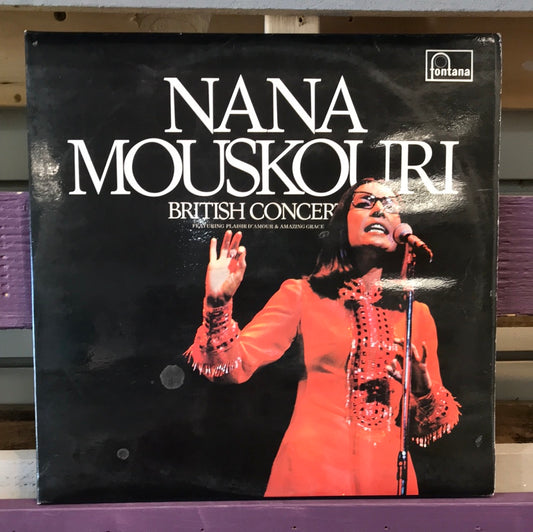 fontana
NANA
MOUSKOURI
BRITISH CONCERT
FEATURING PLAISIR D'AMOUR & AMAZING GRACE